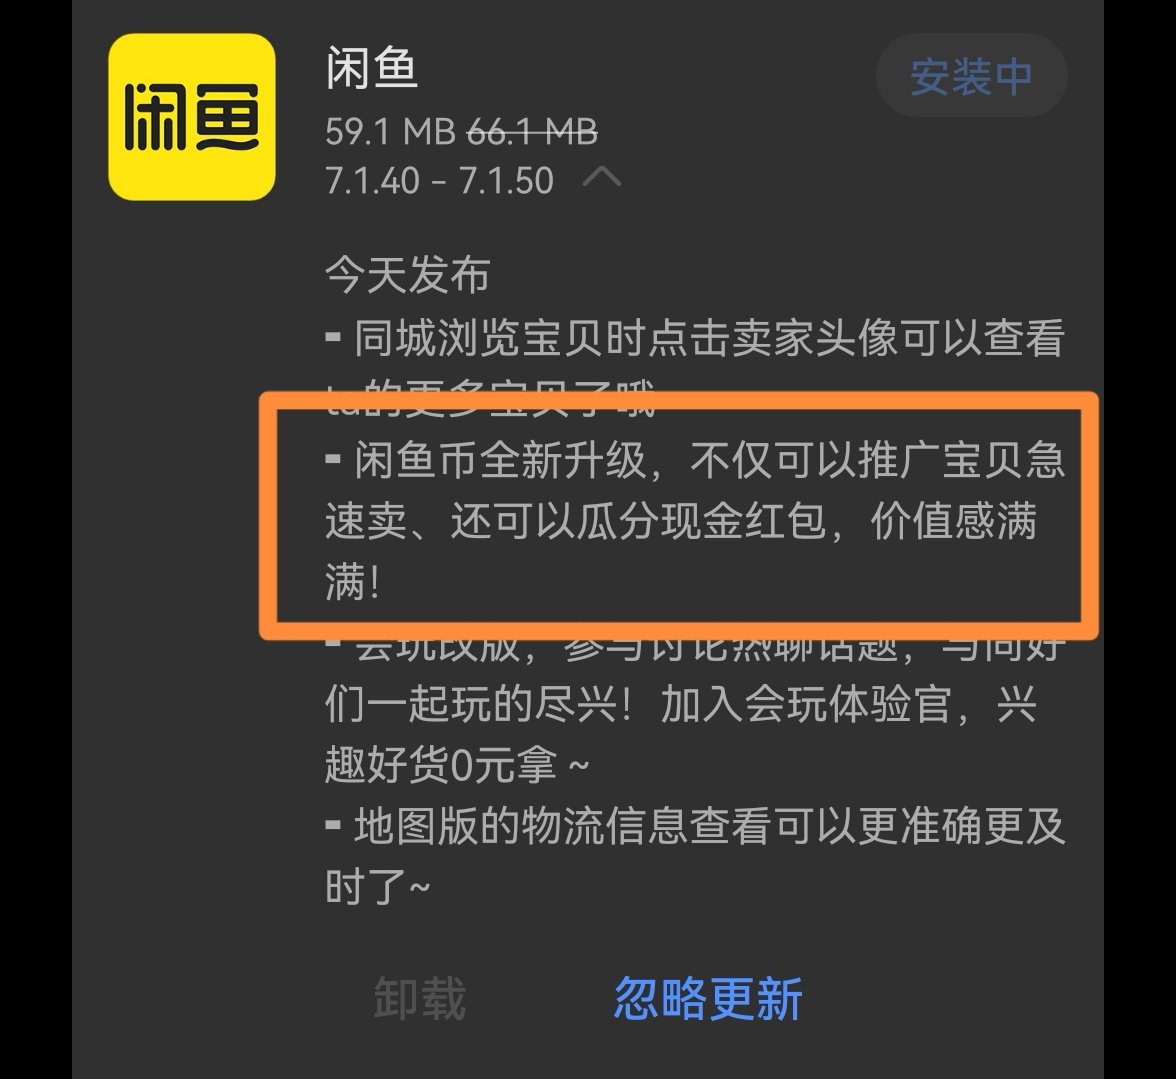 闲鱼
闲鱼
安装中
59.1 MB 66.1 MB
7.1.40 – 7.1.50
今天发布
- 同城浏览宝贝时点击卖家头像可以查看
ta的更多宝贝了哦
- 闲鱼币全新升级，不仅可以推广宝贝急
速卖、还可以瓜分现金红包，价值感满
满！
- 会玩改版，参与讨论热聊话题，与同好
们一起玩的尽兴！加入会玩体验官，兴
趣好货0元拿 ~
- 地图版的物流信息查看可以更准确更及
时了~
卸载
忽略更新